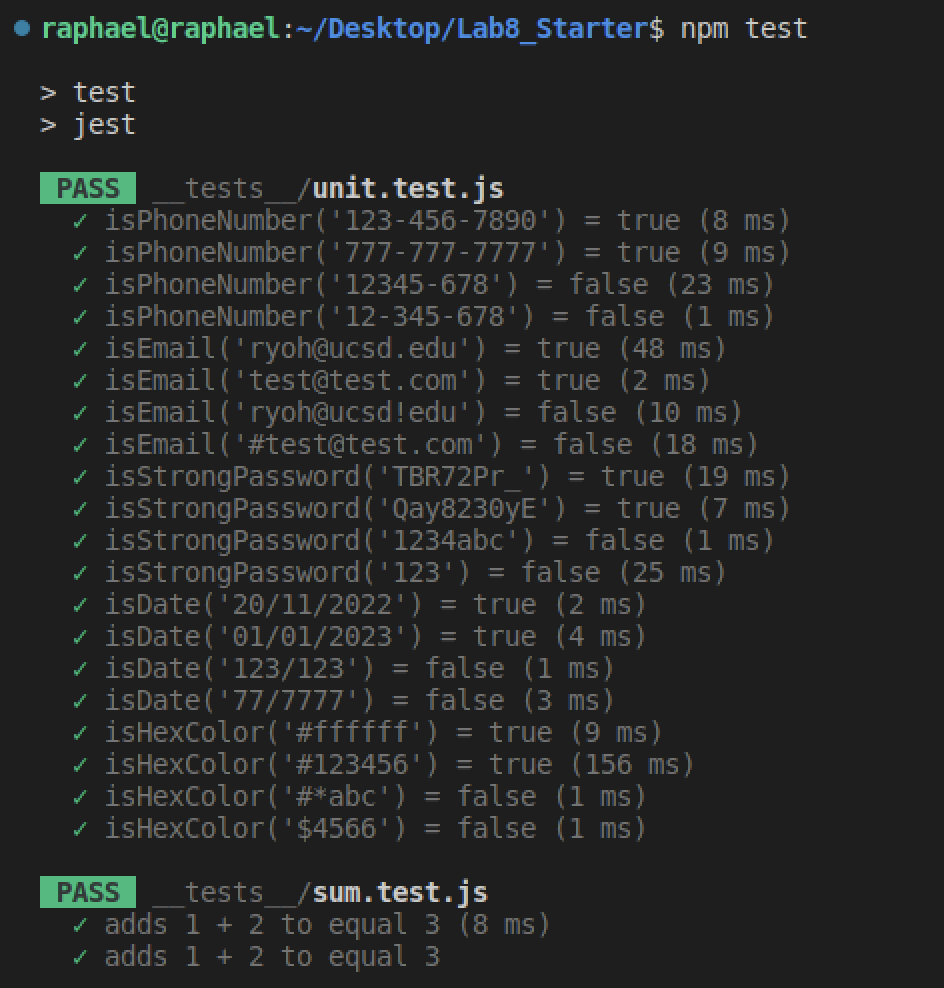 raphael@raphael:~/Desktop/Lab8_Starter$ npm test
> test
> jest
PASS __tests__/unit.test.js
✓ isPhoneNumber('123-456-7890') = true (8 ms)
✓ isPhoneNumber('777-777-7777') = true (9 ms)
✓ isPhoneNumber('12345-678') = false (23 ms)
✓ isPhoneNumber('12-345-678') = false (1 ms)
✓ isEmail('ryoh@ucsd.edu') = true (48 ms)
✓ isEmail('test@test.com') = true (2 ms)
✓ isEmail('ryoh@ucsd!edu') = false (10 ms)
✓ isEmail('#test@test.com') = false (18 ms)
✓ isStrongPassword('TBR72Pr_') = true (19 ms)
✓ isStrongPassword('Qay8230yE') = true (7 ms)
✓ isStrongPassword('1234abc') = false (1 ms)
✓ isStrongPassword('123') = false (25 ms)
✓ isDate('20/11/2022') = true (2 ms)
✓ isDate('01/01/2023') = true (4 ms)
✓ isDate('123/123') = false (1 ms)
✓ isDate('77/7777') = false (3 ms)
✓ isHexColor('#ffffff') = true (9 ms)
✓ isHexColor('#123456') = true (156 ms)
✓ isHexColor('#*abc') = false (1 ms)
✓ isHexColor('$4566') = false (1 ms)
PASS __tests__/sum.test.js
✓ adds 1 + 2 to equal 3 (8 ms)
✓ adds 1 + 2 to equal 3